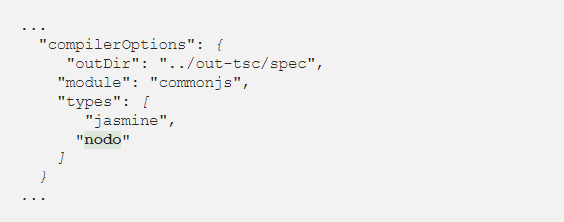 ...
"compilerOptions": {
"outDir": "../out-tsc/spec",
"module": "commonjs",
"types": [
"jasmine",
"nodo"
]
}
...